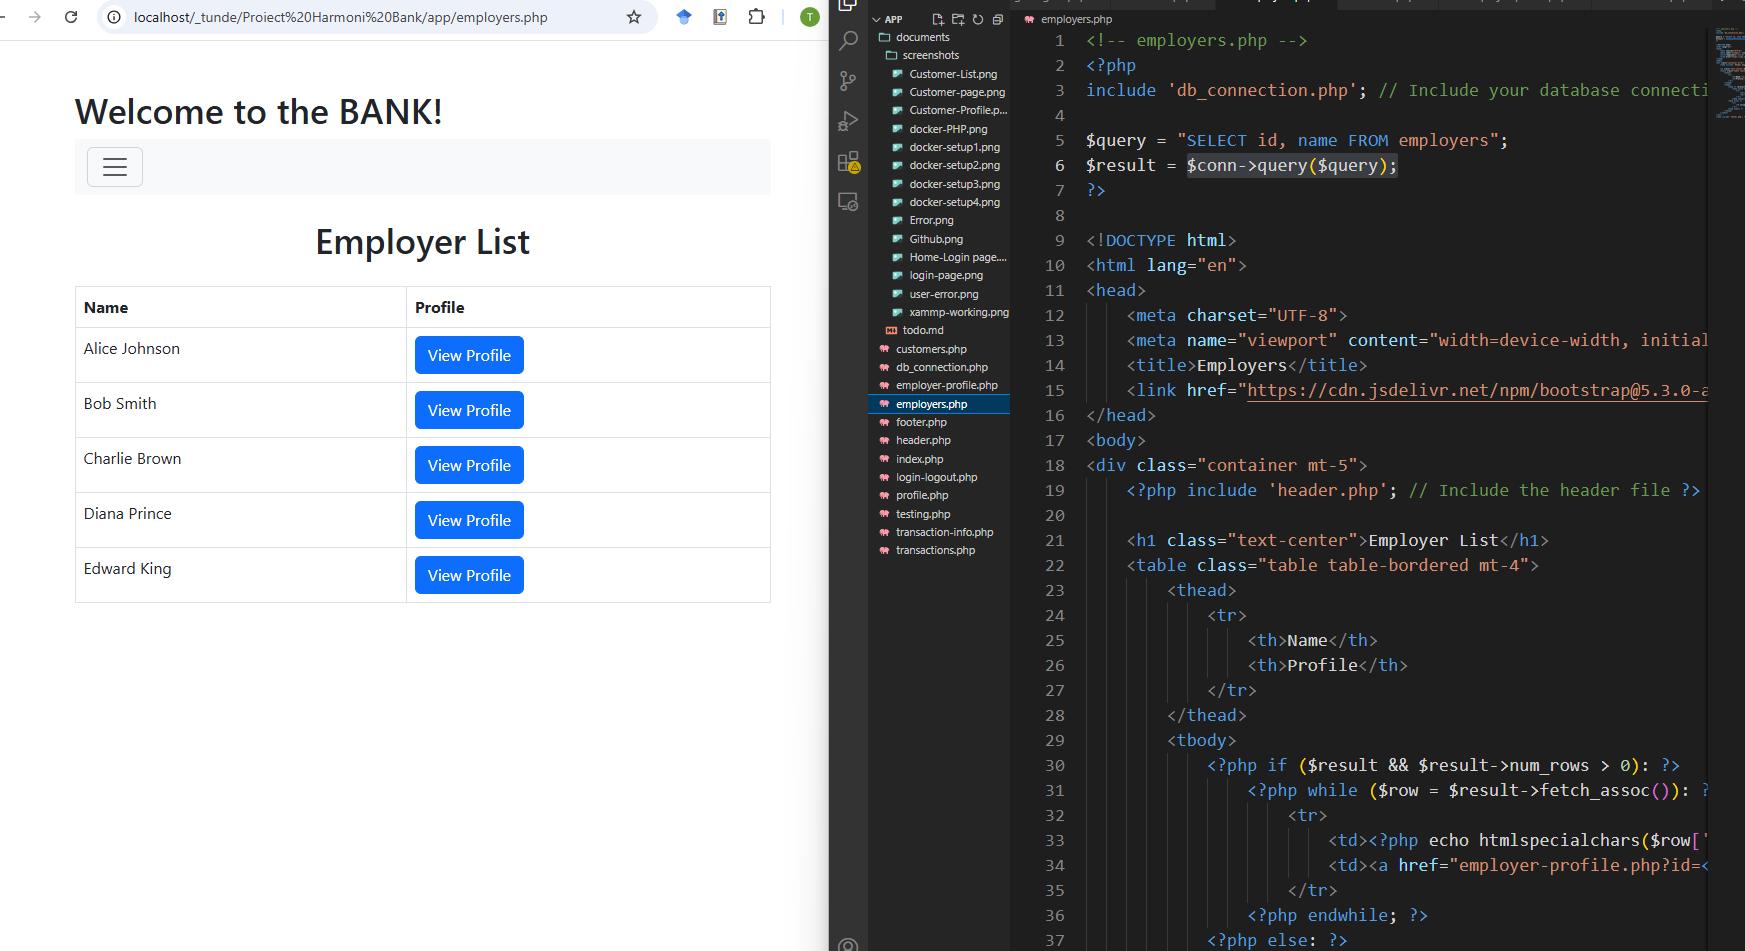 localhost/_tunde/Proiect%20Harmoni%20Bank/app/employers.php
T
Welcome to the BANK!
Employer List
Name Profile
Alice Johnson View Profile
Bob Smith View Profile
Charlie Brown View Profile
Diana Prince View Profile
Edward King View Profile
APP
documents
screenshots
Customer-List.png
Customer-page.png
Customer-Profile.p...
docker-PHP.png
docker-setup1.png
docker-setup2.png
docker-setup3.png
docker-setup4.png
Error.png
Github.png
Home-Login page....
login-page.png
user-error.png
xammp-working.png
todo.md
customers.php
db_connection.php
employer-profile.php
employers.php
footer.php
header.php
index.php
login-logout.php
profile.php
testing.php
transaction-info.php
transactions.php
employers.php
1 <!-- employers.php -->
2 <?php
3 include 'db_connection.php'; // Include your database connecti
4
5 $query = "SELECT id, name FROM employers";
6 $result = $conn->query($query);
7 ?>
8
9 <!DOCTYPE html>
10 <html lang="en">
11 <head>
12 <meta charset="UTF-8">
13 <meta name="viewport" content="width=device-width, initial
14 <title>Employers</title>
15 <link href="https://cdn.jsdelivr.net/npm/bootstrap@5.3.0-a
16 </head>
17 <body>
18 <div class="container mt-5">
19 <?php include 'header.php'; // Include the header file ?>
20
21 <h1 class="text-center">Employer List</h1>
22 <table class="table table-bordered mt-4">
23 <thead>
24 <tr>
25 <th>Name</th>
26 <th>Profile</th>
27 </tr>
28 </thead>
29 <tbody>
30 <?php if ($result && $result->num_rows > 0): ?>
31 <?php while ($row = $result->fetch_assoc()): ?
32 <tr>
33 <td><?php echo htmlspecialchars($row['
34 <td><a href="employer-profile.php?id=<
35 </tr>
36 <?php endwhile; ?>
37 <?php else: ?>